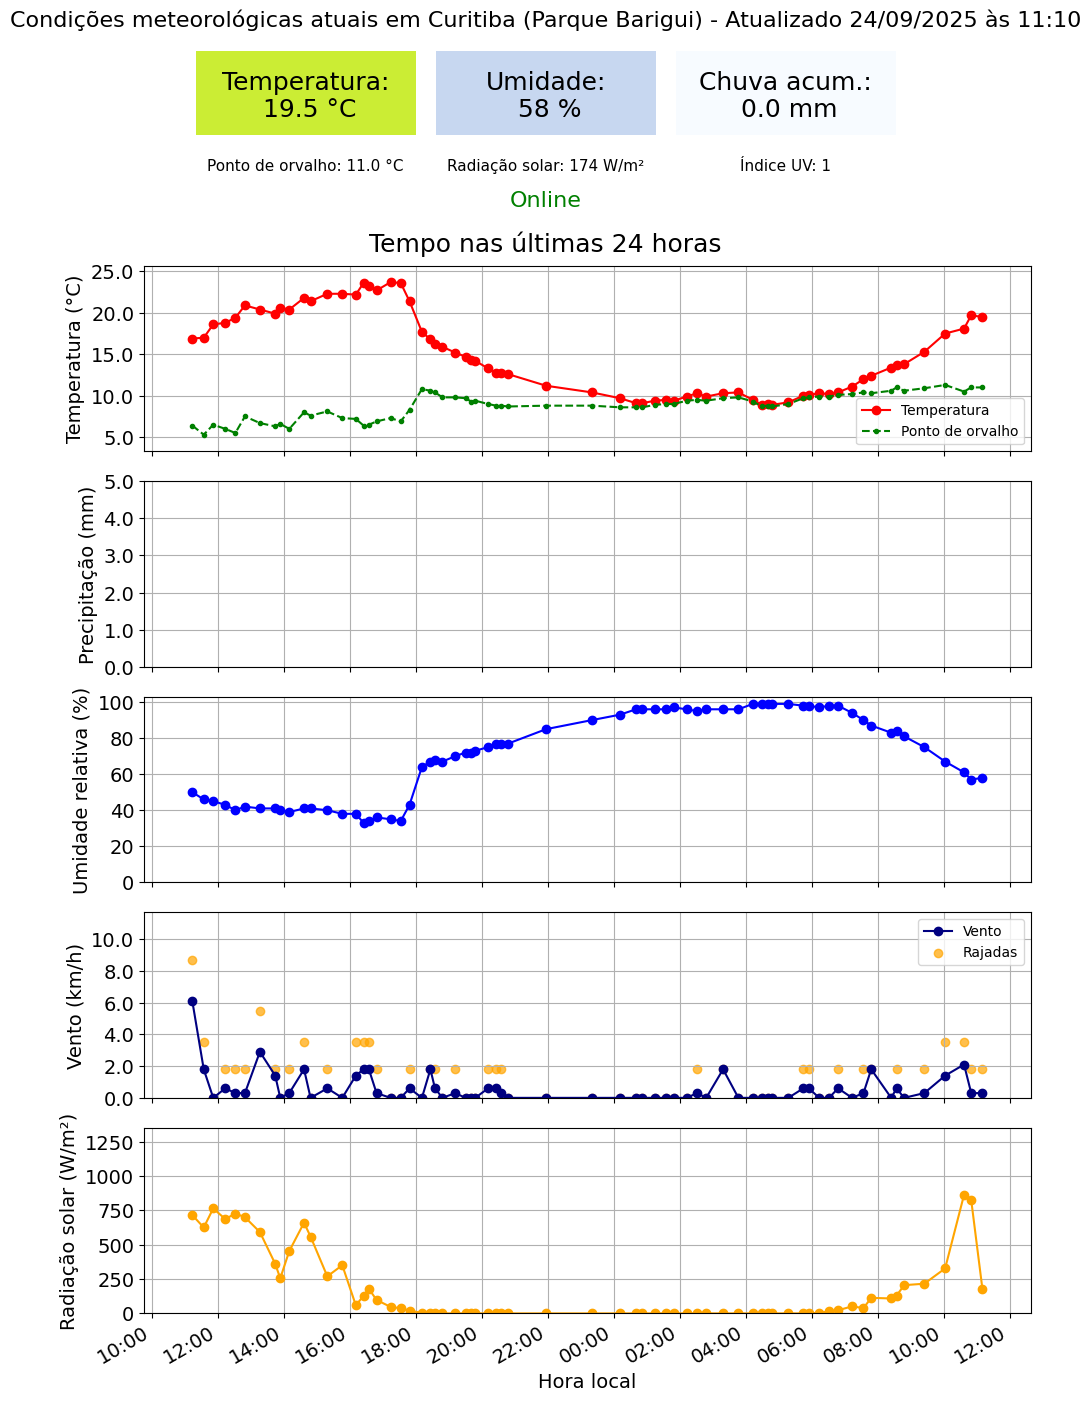 Condições meteorológicas atuais em Curitiba (Parque Barigui) - Atualizado 24/09/2025 às 11:10
Temperatura:
19.5 °C
Umidade:
58 %
Chuva acum.:
0.0 mm
Ponto de orvalho: 11.0 °C
Radiação solar: 174 W/m²
Índice UV: 1
Online
Tempo nas últimas 24 horas
Temperatura (°C)
25.0
20.0
15.0
10.0
5.0
Temperatura
Ponto de orvalho
Precipitação (mm)
5.0
4.0
3.0
2.0
1.0
0.0
Umidade relativa (%)
100
80
60
40
20
0
Vento (km/h)
10.0
8.0
6.0
4.0
2.0
0.0
Vento
Rajadas
Radiação solar (W/m²)
1250
1000
750
500
250
0
10:00
12:00
14:00
16:00
18:00
20:00
22:00
00:00
02:00
04:00
06:00
08:00
10:00
12:00
Hora local